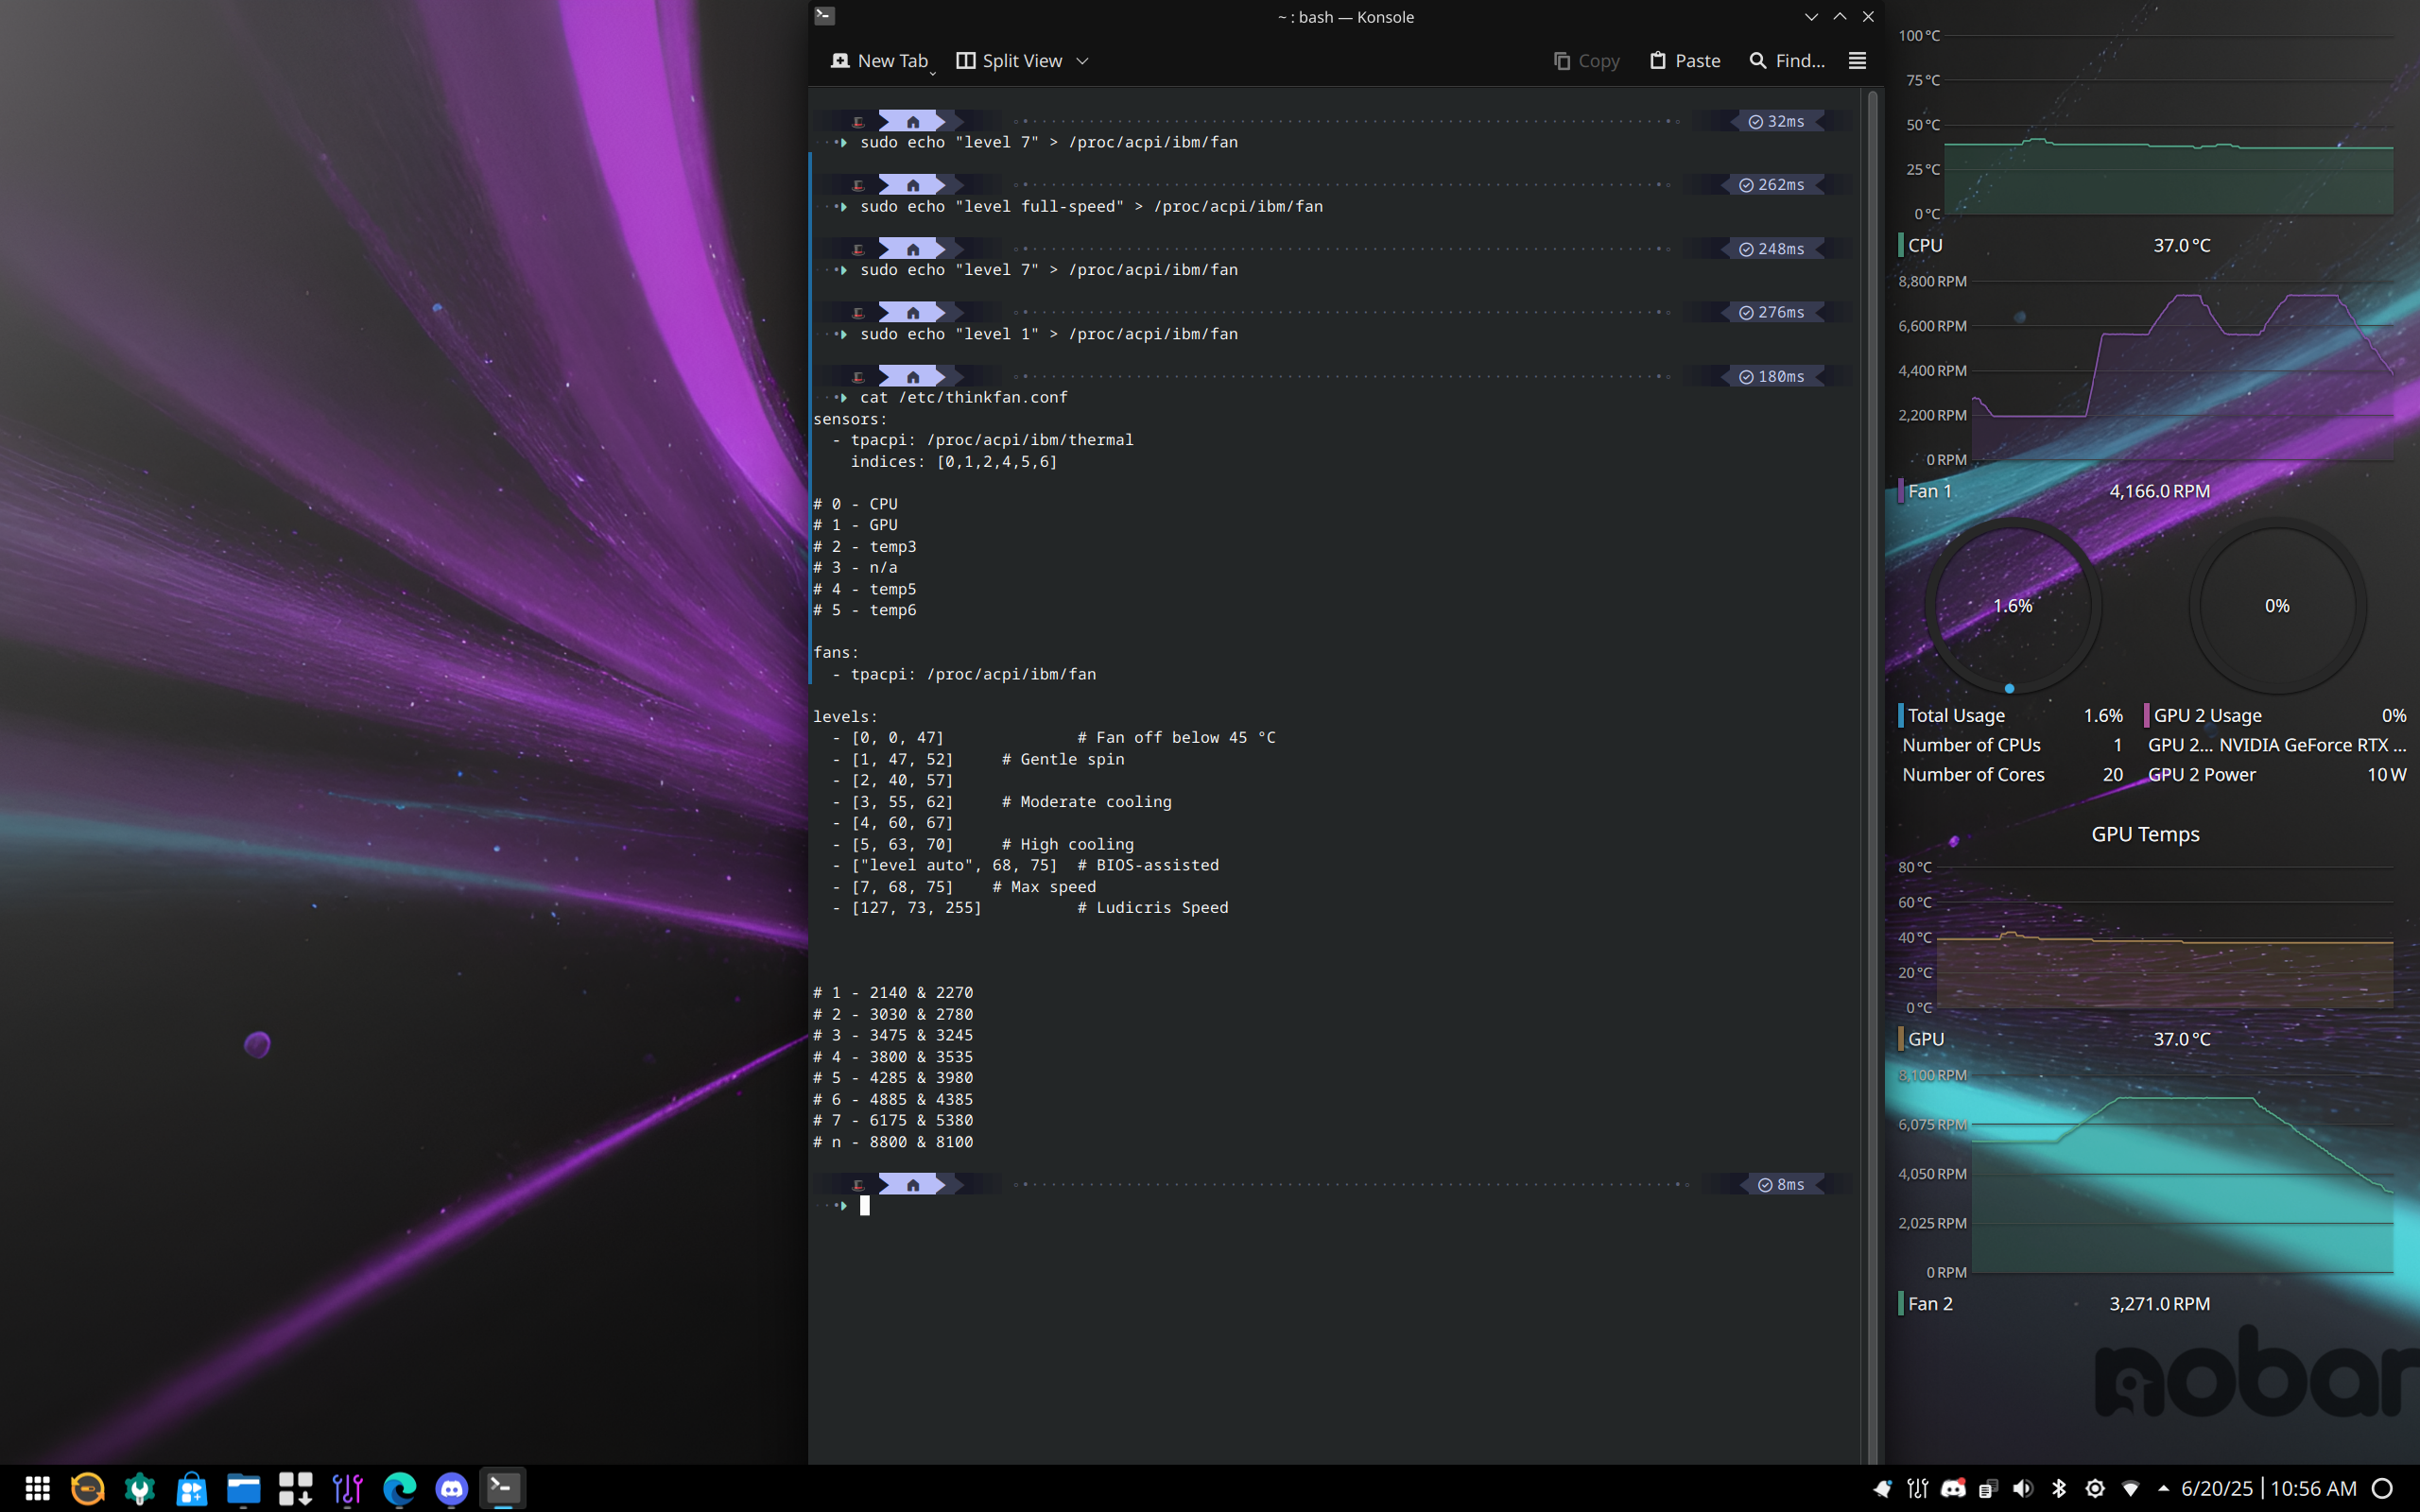 ~ : bash — Konsole
New Tab
Split View
Copy
Paste
Find...
32ms
sudo echo "level 7" > /proc/acpi/ibm/fan
262ms
sudo echo "level full-speed" > /proc/acpi/ibm/fan
248ms
sudo echo "level 7" > /proc/acpi/ibm/fan
276ms
sudo echo "level 1" > /proc/acpi/ibm/fan
180ms
cat /etc/thinkfan.conf
sensors:
  - tpacpi: /proc/acpi/ibm/thermal
    indices: [0,1,2,4,5,6]
# 0 - CPU
# 1 - GPU
# 2 - temp3
# 3 - n/a
# 4 - temp5
# 5 - temp6
fans:
  - tpacpi: /proc/acpi/ibm/fan
levels:
  - [0, 0, 47]              # Fan off below 45 °C
  - [1, 47, 52]     # Gentle spin
  - [2, 40, 57]
  - [3, 55, 62]     # Moderate cooling
  - [4, 60, 67]
  - [5, 63, 70]     # High cooling
  - ["level auto", 68, 75]  # BIOS-assisted
  - [7, 68, 75]    # Max speed
  - [127, 73, 255]          # Ludicris Speed
# 1 - 2140 & 2270
# 2 - 3030 & 2780
# 3 - 3475 & 3245
# 4 - 3800 & 3535
# 5 - 4285 & 3980
# 6 - 4885 & 4385
# 7 - 6175 & 5380
# n - 8800 & 8100
8ms
100 °C
75 °C
50 °C
25 °C
0 °C
CPU 37.0 °C
8,800 RPM
6,600 RPM
4,400 RPM
2,200 RPM
0 RPM
Fan 1 4,166.0 RPM
1.6%
0%
Total Usage 1.6%
Number of CPUs 1
Number of Cores 20
GPU 2 Usage 0%
GPU 2... NVIDIA GeForce RTX ...
GPU 2 Power 10 W
GPU Temps
80 °C
60 °C
40 °C
20 °C
0 °C
GPU 37.0 °C
8,100 RPM
6,075 RPM
4,050 RPM
2,025 RPM
0 RPM
Fan 2 3,271.0 RPM
nobar
6/20/25 10:56 AM